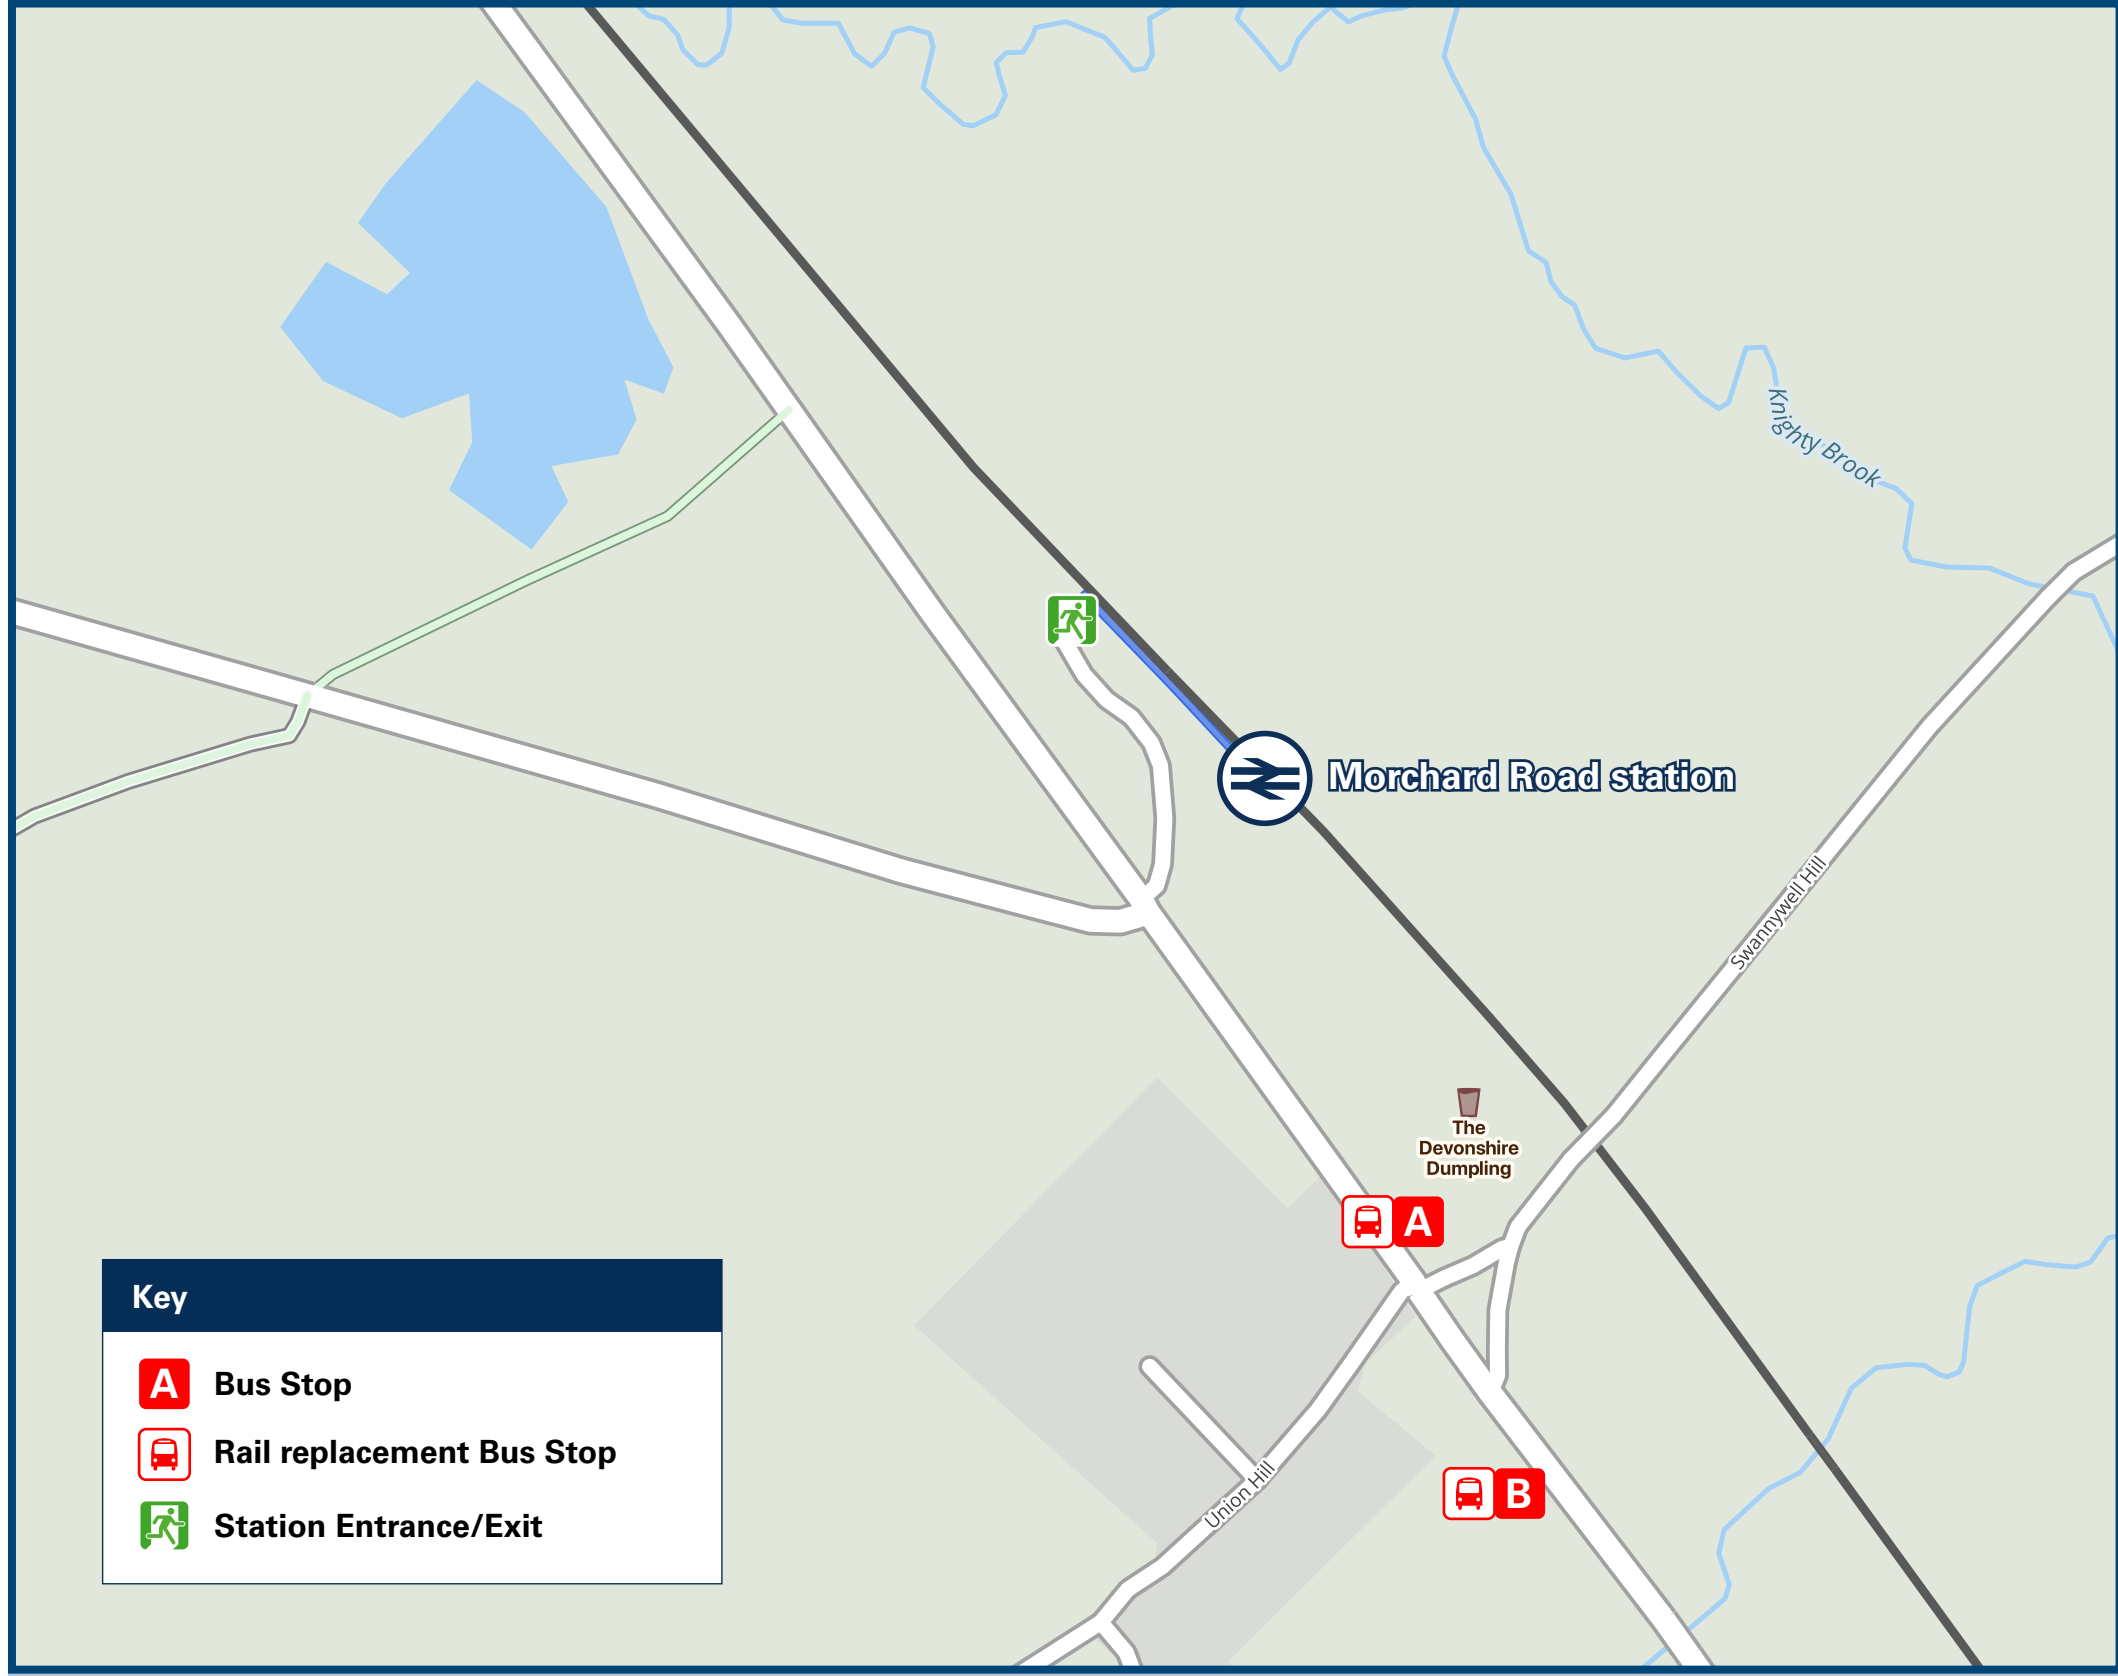 Knighty Brook
Morchard Road station
Swannywell Hill
The
Devonshire
Dumpling
A
Union Hill
B
Key
A Bus Stop
Rail replacement Bus Stop
Station Entrance/Exit